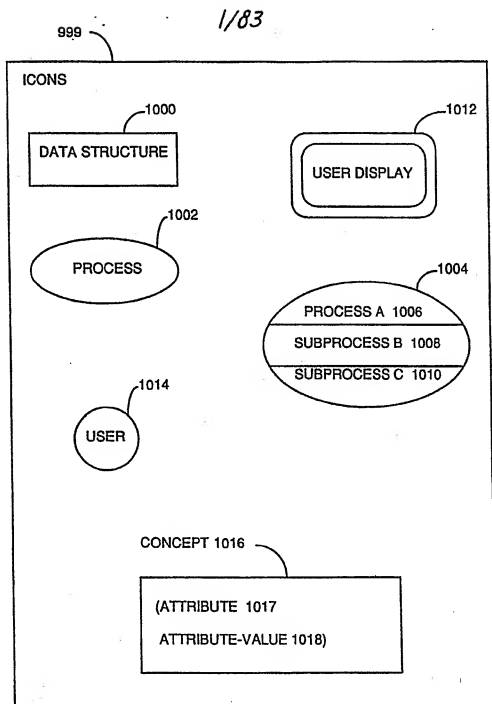 1/83
999
ICONS
1000
DATA STRUCTURE
1012
USER DISPLAY
1002
PROCESS
1004
PROCESS A 1006
SUBPROCESS B 1008
SUBPROCESS C 1010
1014
USER
CONCEPT 1016
(ATTRIBUTE 1017
ATTRIBUTE-VALUE 1018)